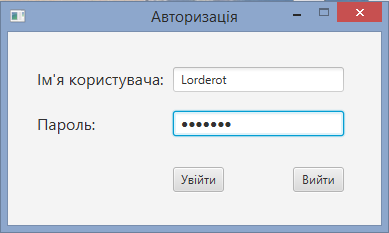 Авторизація
Ім'я користувача: Lorderot
Пароль: •••••••
Увійти Вийти